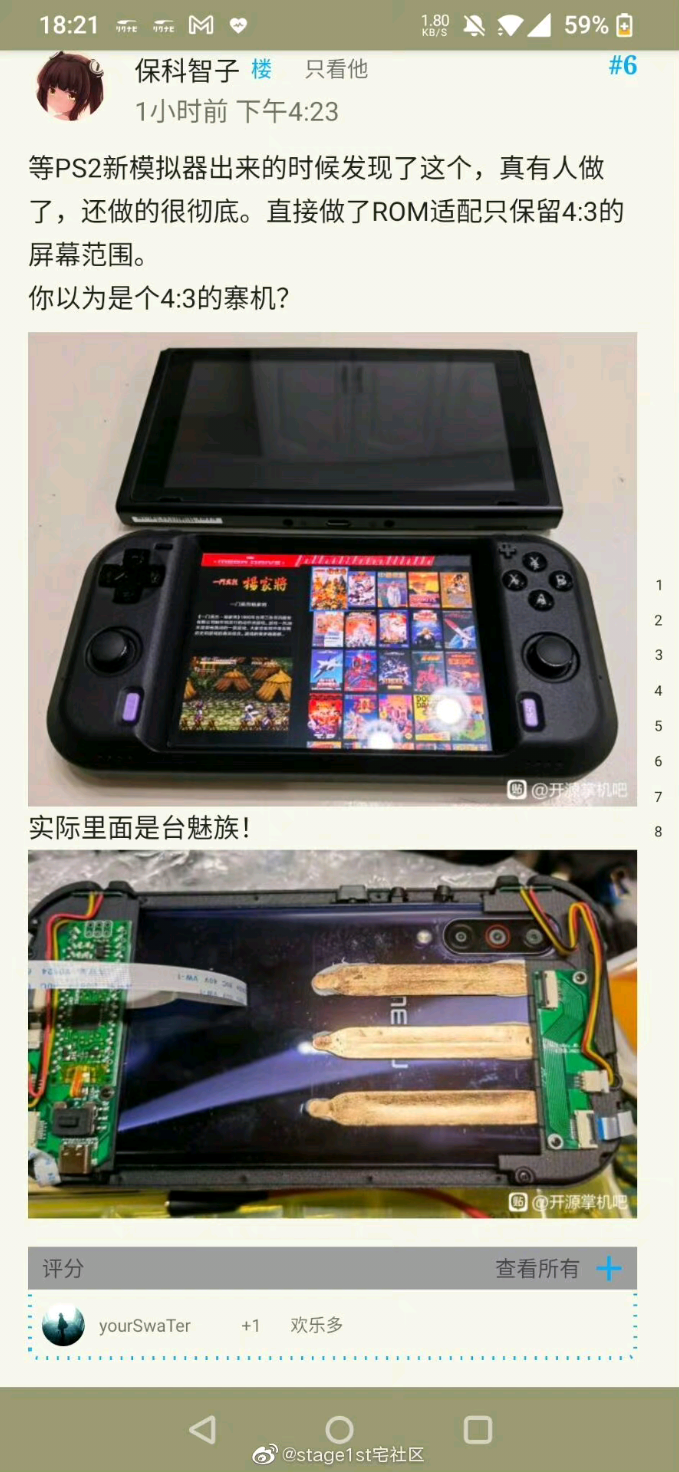 18:21
1.80
KB/S
59%
保科智子 楼 只看他
#6
1小时前 下午4:23
等PS2新模拟器出来的时候发现了这个，真有人做
了，还做的很彻底。直接做了ROM适配只保留4:3的
屏幕范围。
你以为是个4:3的寨机？
楊家將
X
B
Y
A
贴 @开源掌机吧
1
2
3
4
5
6
7
8
实际里面是台魅族！
VW-1
贴 @开源掌机吧
评分
查看所有
yourSwaTer +1 欢乐多
@stage1st宅社区